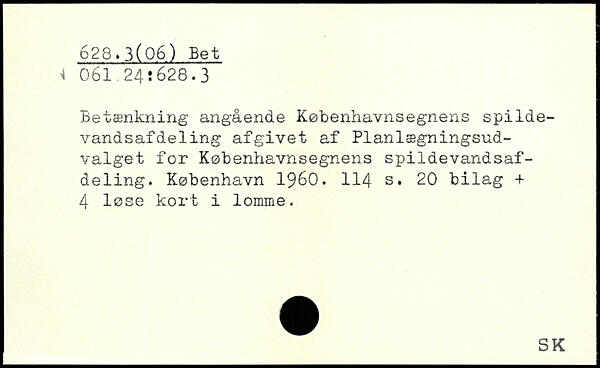 628.3(06) Bet
061.24:628.3
Betænkning angående Københavnsegnens spilde-
vandsafdeling afgivet af Planlægningsud-
valget for Københavnsegnens spildevandsaf-
deling. København 1960. 114 s. 20 bilag +
4 løse kort i lomme.
SK